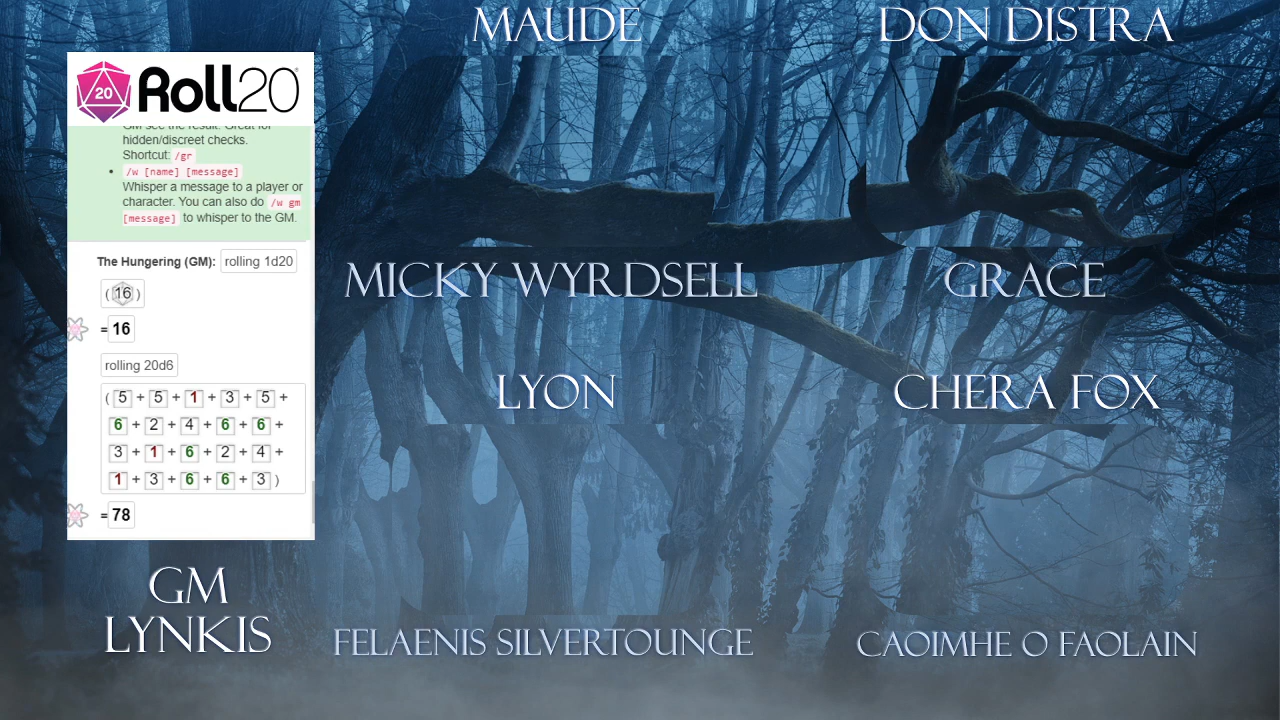 MAUDE
DON DISTRA
20 Roll20®
GM see the result. Great for
hidden/discreet checks.
Shortcut: /gr
• /w [name] [message]
Whisper a message to a player or
character. You can also do /w gm
[message] to whisper to the GM.
The Hungering (GM): rolling 1d20
(16)
=16
rolling 20d6
(5+5+1+3+5+
6+2+4+6+6+
3+1+6+2+4+
1+3+6+6+3)
=78
MICKY WYRDSELL
GRACE
LYON
CHERA FOX
GM
LYNKIS
FELAENIS SILVERTOUNGE
CAOIMHE O FAOLAIN